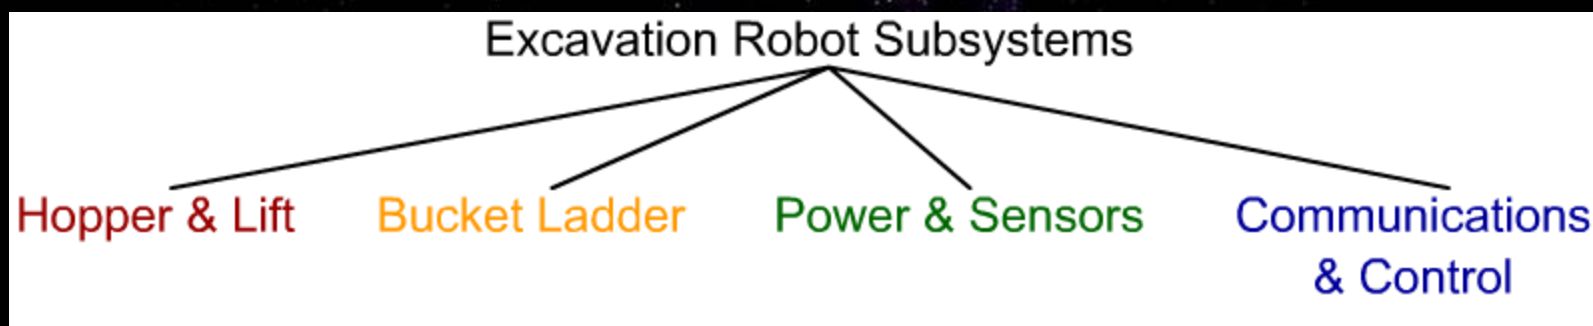 Excavation Robot Subsystems
Hopper & Lift
Bucket Ladder
Power & Sensors
Communications
& Control